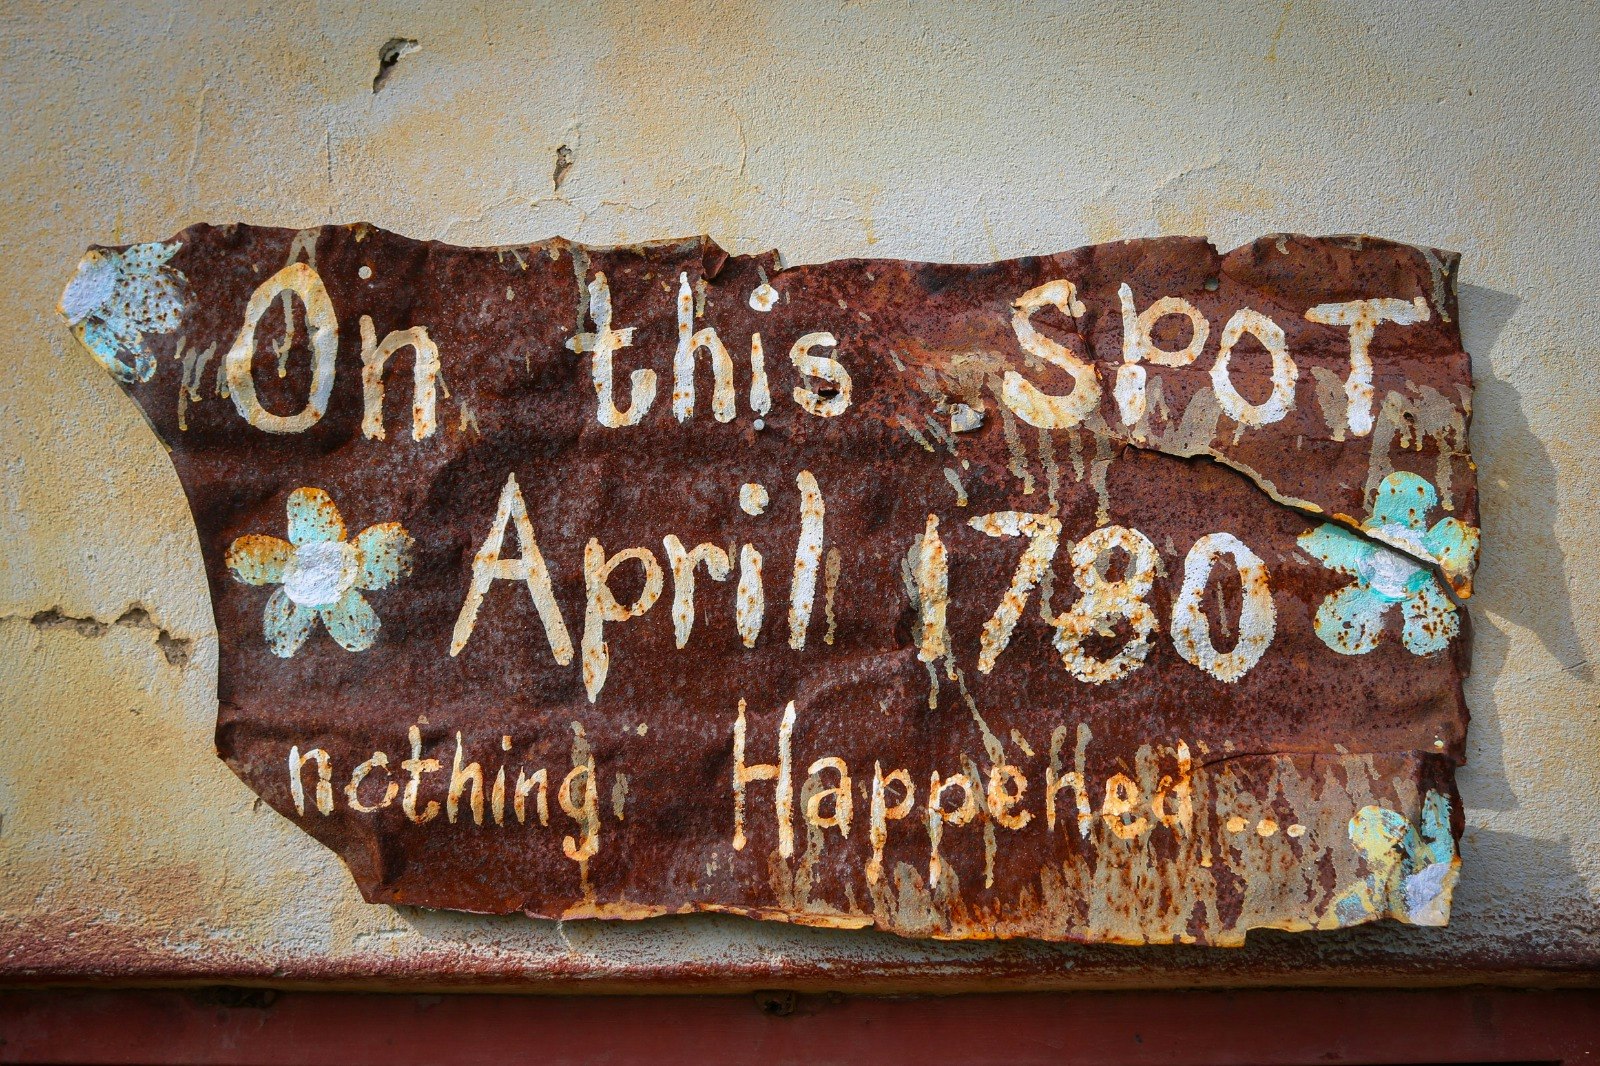 On this SPOT
April 1780
nothing Happened...